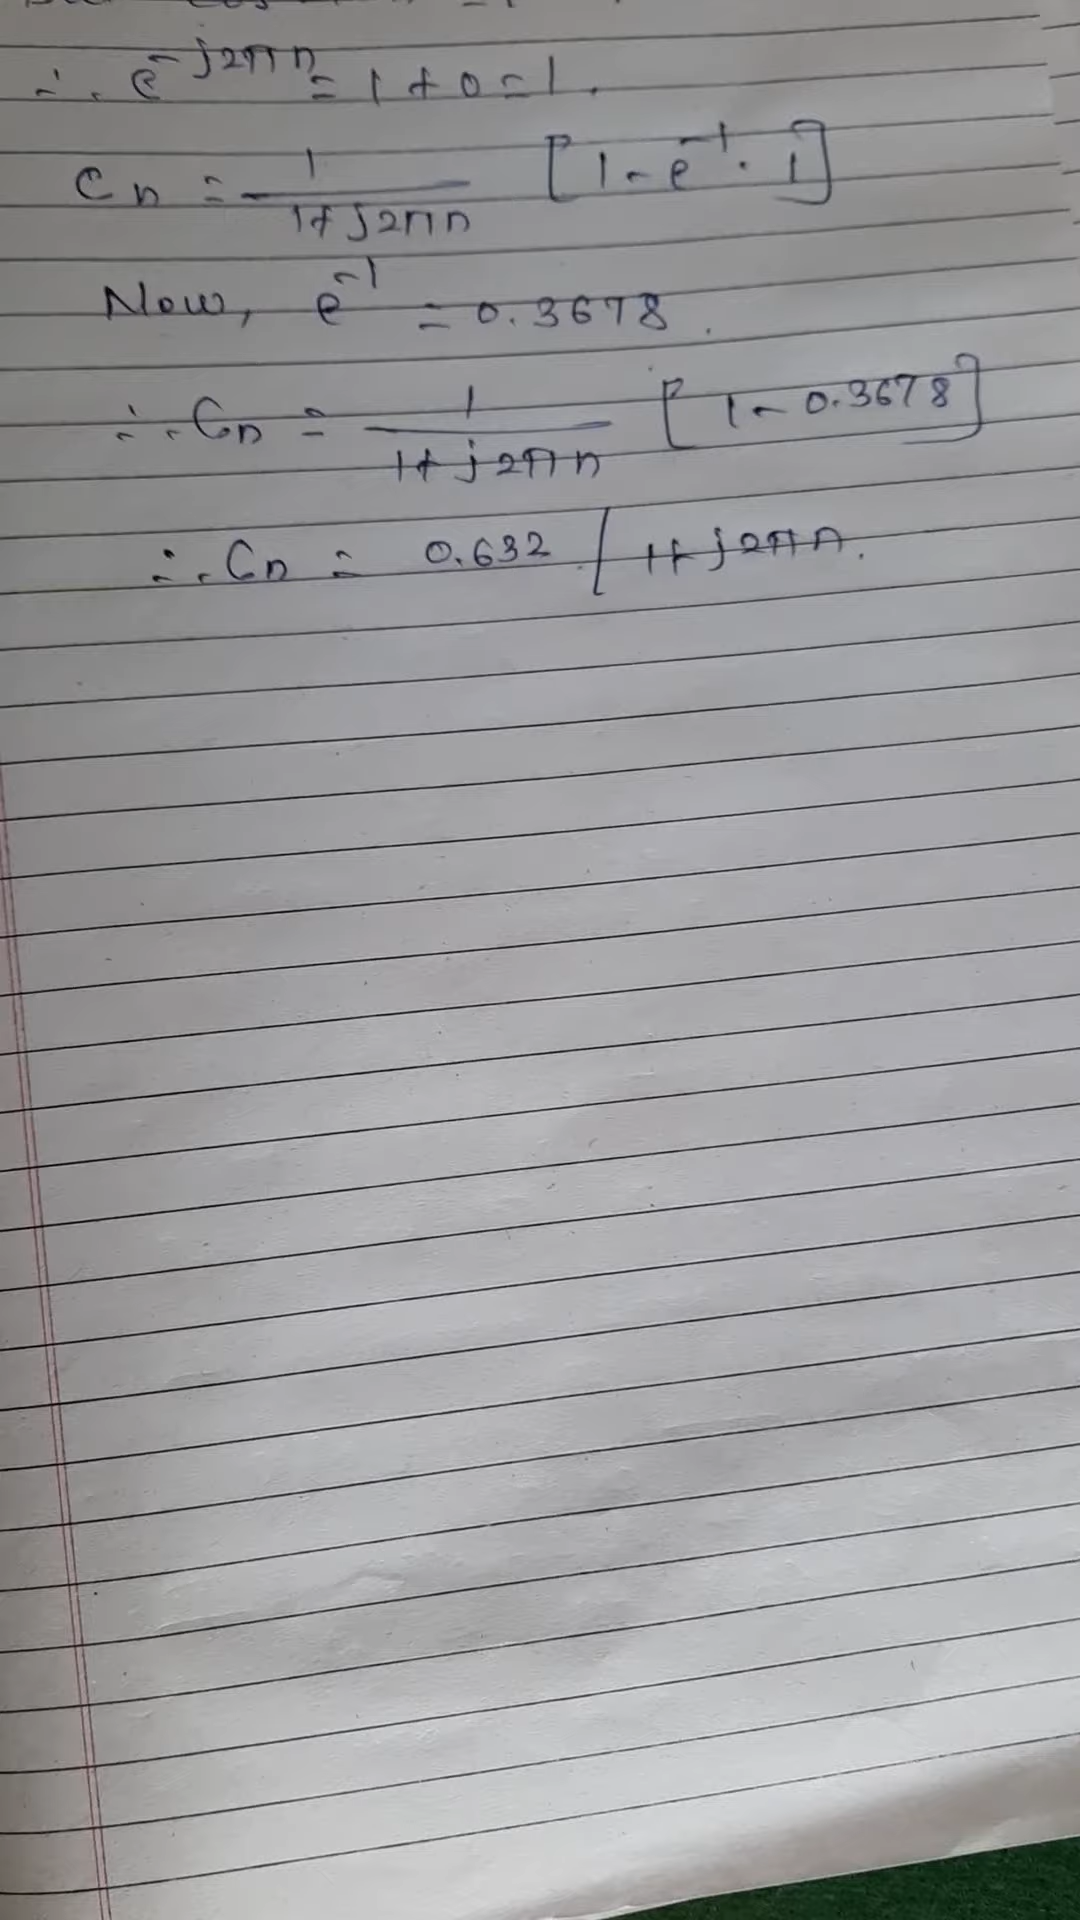 ∴ e^-j2πn = 1 + 0 = 1.
Cn = 1/(1+j2πn) [1 - e^-1 · 1]
Now, e^-1 = 0.3678.
∴ Cn = 1/(1+j2πn) [1 - 0.3678]
∴ Cn = 0.632 / 1+j2πn.